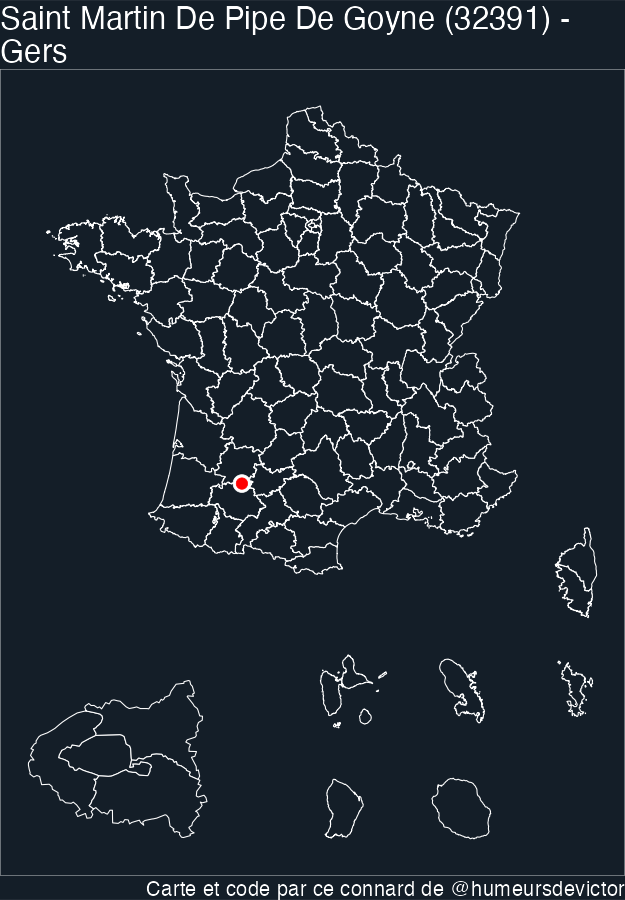 Saint Martin De Pipe De Goyne (32391) -
Gers
Carte et code par ce connard de @humeursdevictor